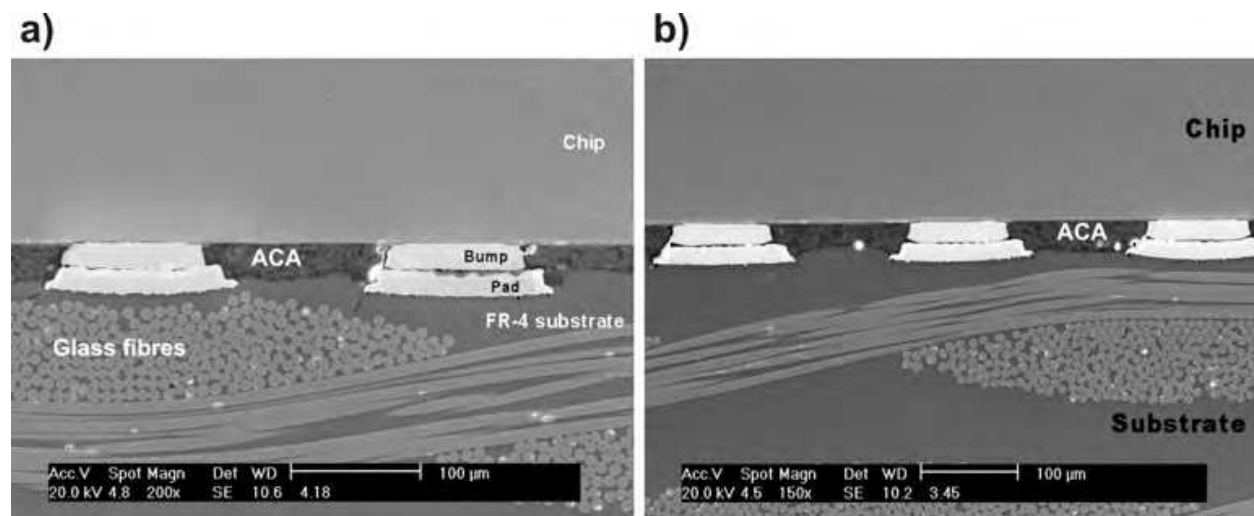 a)
Chip
ACA
Bump
Pad
FR-4 substrate
Glass fibres
Acc.V Spot Magn Det WD 100 µm
20.0 kV 4.8 200x SE 10.6 4.18
b)
Chip
ACA
Substrate
Acc.V Spot Magn Det WD 100 µm
20.0 kV 4.5 150x SE 10.2 3.45